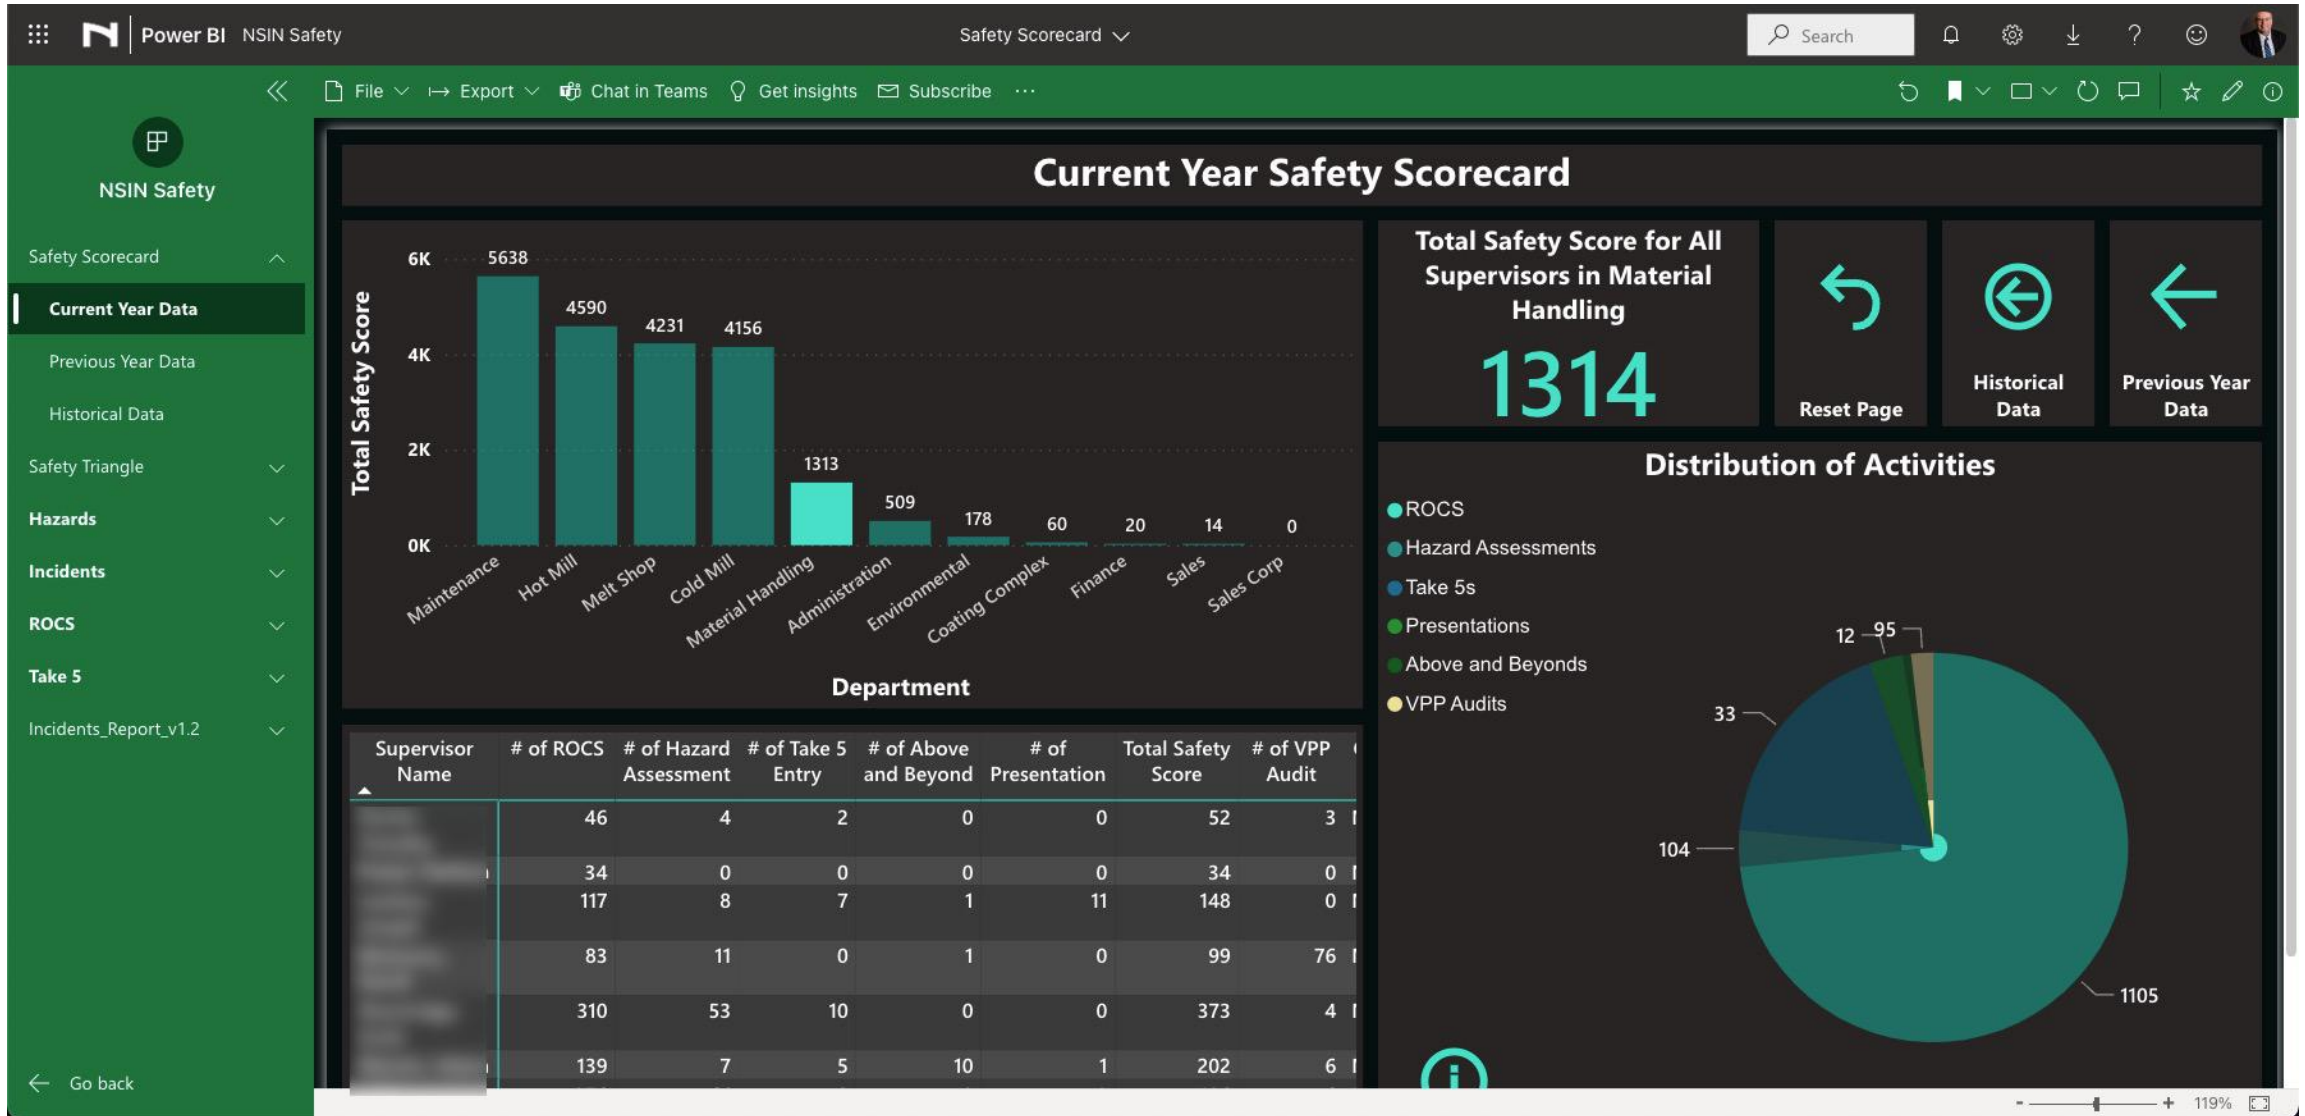 Power BI NSIN Safety
Safety Scorecard
Search
File
Export
Chat in Teams
Get insights
Subscribe
...
NSIN Safety
Safety Scorecard
Current Year Data
Previous Year Data
Historical Data
Safety Triangle
Hazards
Incidents
ROCS
Take 5
Incidents_Report_v1.2
Go back
Current Year Safety Scorecard
Total Safety Score
6K
4K
2K
0K
5638
4590
4231
4156
1313
509
178
60
20
14
0
Maintenance
Hot Mill
Melt Shop
Cold Mill
Material Handling
Administration
Environmental
Coating Complex
Finance
Sales
Sales Corp
Department
Total Safety Score for All
Supervisors in Material
Handling
1314
Reset Page
Historical
Data
Previous Year
Data
Distribution of Activities
ROCS
Hazard Assessments
Take 5s
Presentations
Above and Beyonds
VPP Audits
12
95
33
104
1105
Supervisor Name # of ROCS # of Hazard Assessment # of Take 5 Entry # of Above and Beyond # of Presentation Total Safety Score # of VPP Audit
46 4 2 0 0 52 3
34 0 0 0 0 34 0
117 8 7 1 11 148 0
83 11 0 1 0 99 76
310 53 10 0 0 373 4
139 7 5 10 1 202 6
- + 119%